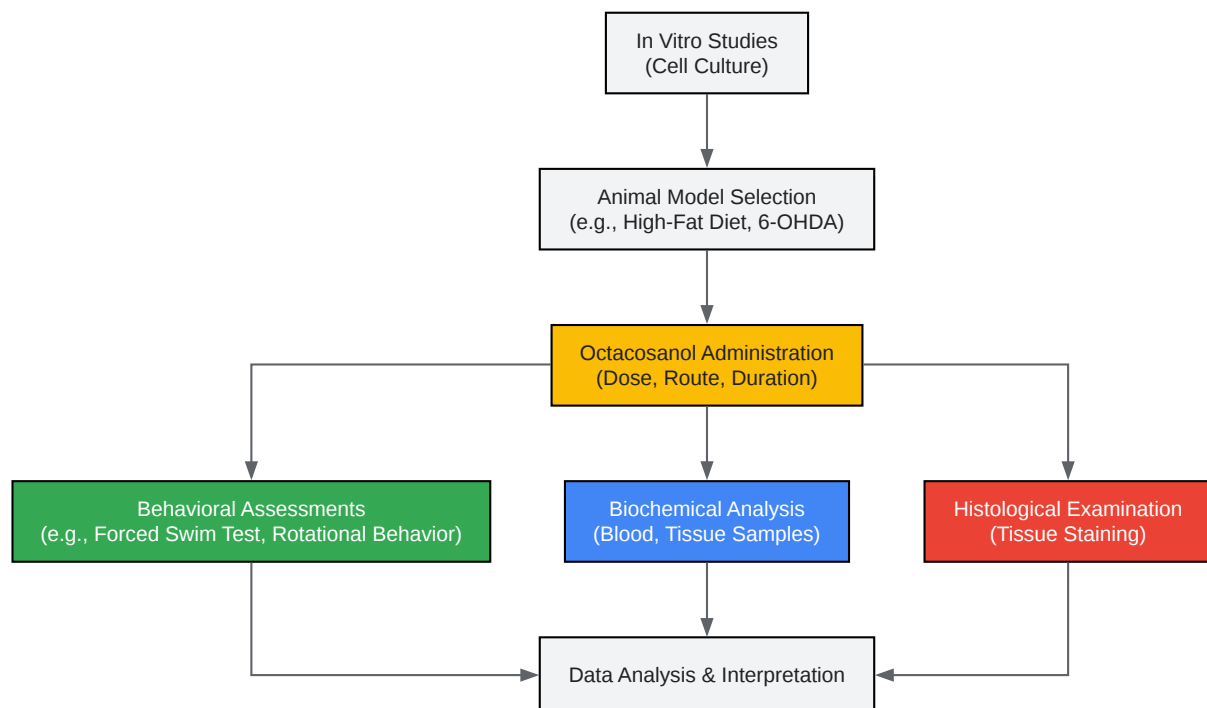 In Vitro Studies
(Cell Culture)
Animal Model Selection
(e.g., High-Fat Diet, 6-OHDA)
Octacosanol Administration
(Dose, Route, Duration)
Behavioral Assessments
(e.g., Forced Swim Test, Rotational Behavior)
Biochemical Analysis
(Blood, Tissue Samples)
Histological Examination
(Tissue Staining)
Data Analysis & Interpretation